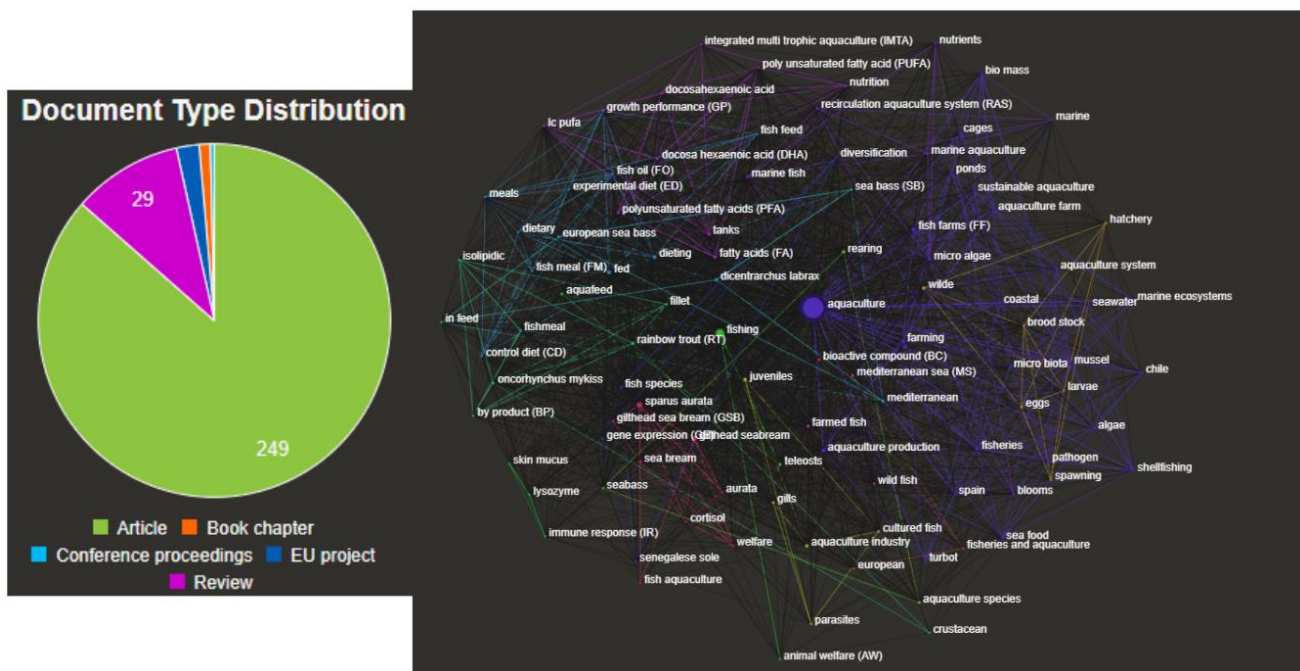 Document Type Distribution
29
249
Article Book chapter
Conference proceedings EU project
Review
integrated multi trophic aquaculture (IMTA)
nutrients
poly unsaturated fatty acid (PUFA)
bio mass
docosahexaenoic acid
nutrition
growth performance (GP)
recirculation aquaculture system (RAS)
lc pufa
marine
fish feed
cages
docosa hexaenoic acid (DHA)
diversification
marine aquaculture
fish oil (FO)
marine fish
ponds
meals
experimental diet (ED)
sea bass (SB)
sustainable aquaculture
polyunsaturated fatty acids (PFA)
aquaculture farm
dietary
european sea bass
tanks
fish farms (FF)
hatchery
isolipidic
dieting
fatty acids (FA)
rearing
micro algae
fish meal (FM)
fed
dicentrarchus labrax
wilde
aquaculture system
aquafeed
fillet
aquaculture
coastal
seawater
marine ecosystems
in feed
fishmeal
fishing
brood stock
control diet (CD)
rainbow trout (RT)
farming
bioactive compound (BC)
micro biota
mussel
oncorhynchus mykiss
fish species
juveniles
mediterranean sea (MS)
larvae
chile
by product (BP)
sparus aurata
mediterranean
eggs
gilthead sea bream (GSB)
farmed fish
algae
gene expression (GE)
gilthead seabream
aquaculture production
fisheries
skin mucus
sea bream
teleosts
pathogen
shellfishing
lysozyme
seabass
aurata
wild fish
spain
blooms
spawning
gills
immune response (IR)
cortisol
cultured fish
sea food
welfare
aquaculture industry
fisheries and aquaculture
senegalese sole
turbot
fish aquaculture
european
aquaculture species
parasites
crustacean
animal welfare (AW)